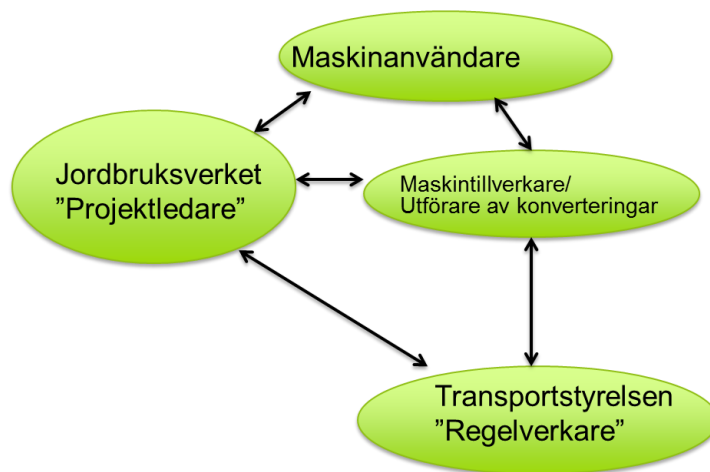 Maskinanvändare
Jordbruksverket
”Projektledare”
Maskintillverkare/
Utförare av konverteringar
Transportstyrelsen
”Regelverkare”